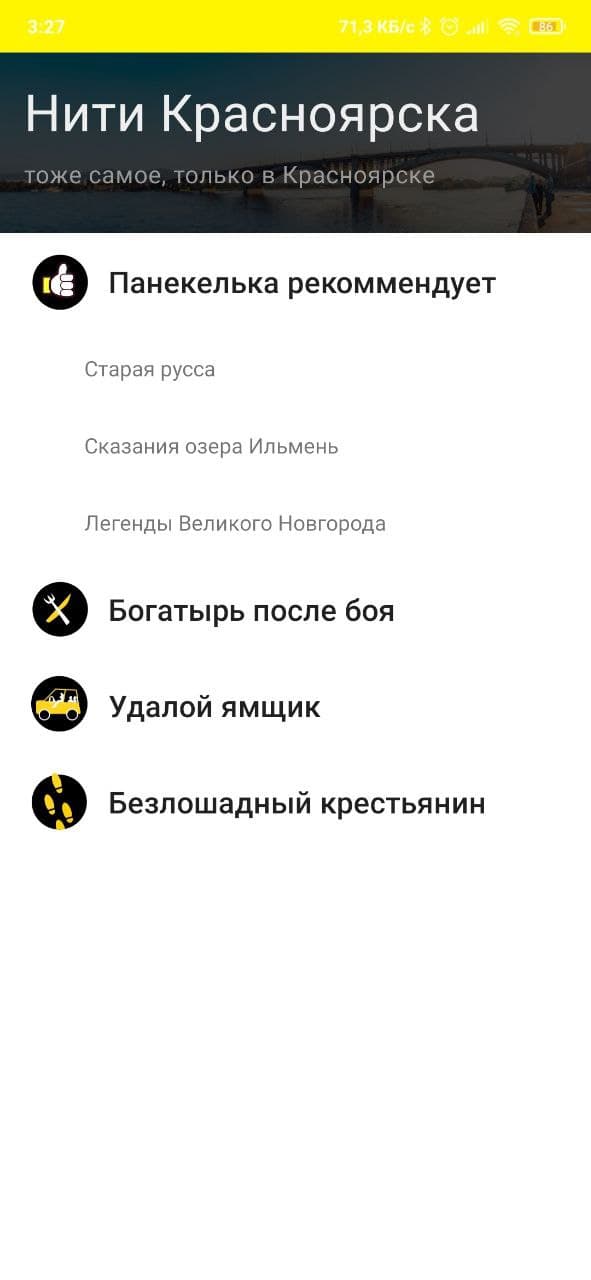 3:27
71,3 КБ/с
86
Нити Красноярска
тоже самое, только в Красноярске
Панекелька рекоммендует
Старая русса
Сказания озера Ильмень
Легенды Великого Новгорода
Богатырь после боя
Удалой ямщик
Безлошадный крестьянин